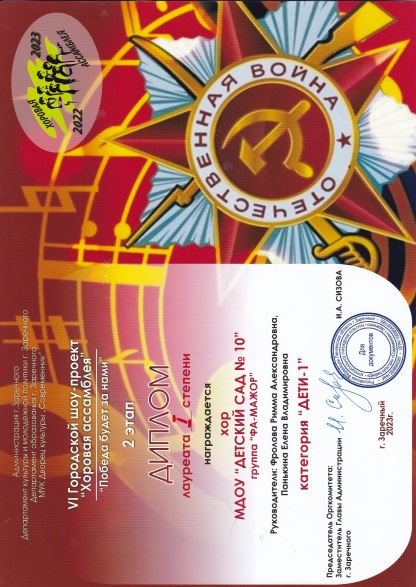 ХОРОВАЯ АССАМБЛЕЯ
2022 2023
ОТЕЧЕСТВЕННАЯ ВОЙНА
Администрация г. Заречного
Департамент культуры и молодежной политики г. Заречного
Департамент образования г. Заречного
МУК Дворец культуры "Современник"
VI Городской шоу-проект
"Хоровая ассамблея"
"Победа будет за нами"
2 этап
ДИПЛОМ
лауреата I степени
награждается
хор
МДОУ "ДЕТСКИЙ САД № 10"
группа "ФА-МАЖОР"
Руководители: Фролова Римма Александровна,
Панькина Елена Владимировна
категория "ДЕТИ-1"
Председатель Оргкомитета:
Заместитель Главы Администрации
г. Заречного
И.А. СИЗОВА
Для
документов
г. Заречный
2023г.